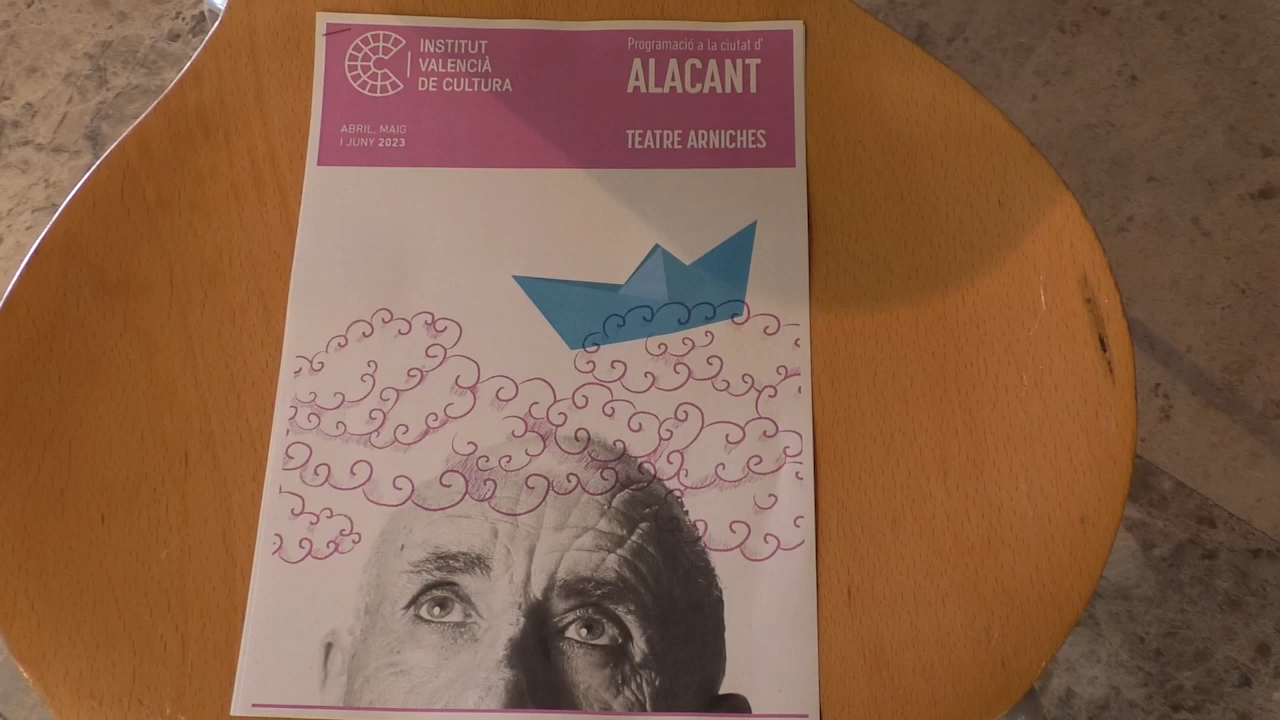 INSTITUT
VALENCIÀ
DE CULTURA
ABRIL, MAIG
I JUNY 2023
Programació a la ciutat d'
ALACANT
TEATRE ARNICHES